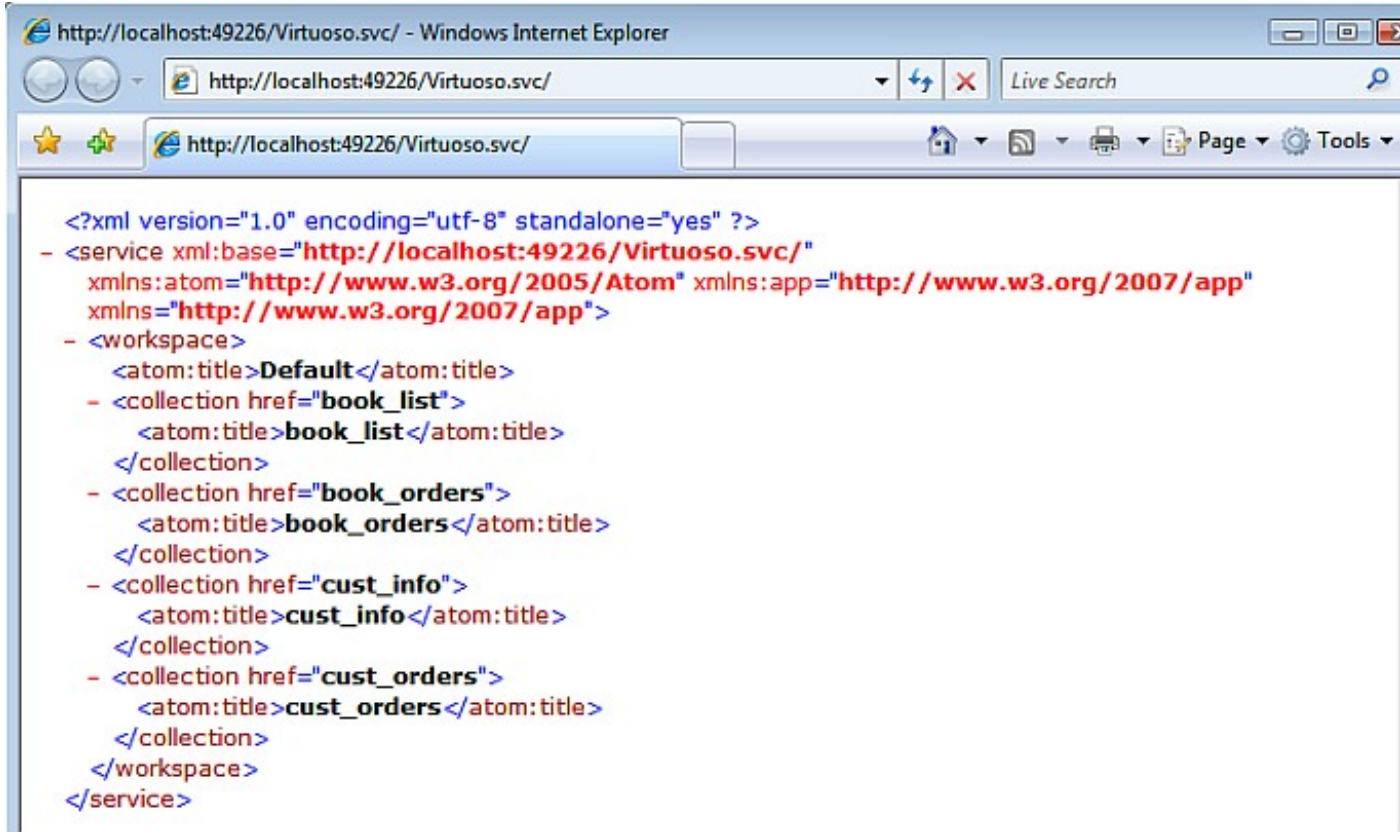 http://localhost:49226/Virtuoso.svc/ - Windows Internet Explorer
http://localhost:49226/Virtuoso.svc/ Live Search
http://localhost:49226/Virtuoso.svc/ Page Tools
<?xml version="1.0" encoding="utf-8" standalone="yes" ?>
- <service xml:base="http://localhost:49226/Virtuoso.svc/"
xmlns:atom="http://www.w3.org/2005/Atom" xmlns:app="http://www.w3.org/2007/app"
xmlns="http://www.w3.org/2007/app">
- <workspace>
<atom:title>Default</atom:title>
- <collection href="book_list">
<atom:title>book_list</atom:title>
</collection>
- <collection href="book_orders">
<atom:title>book_orders</atom:title>
</collection>
- <collection href="cust_info">
<atom:title>cust_info</atom:title>
</collection>
- <collection href="cust_orders">
<atom:title>cust_orders</atom:title>
</collection>
</workspace>
</service>